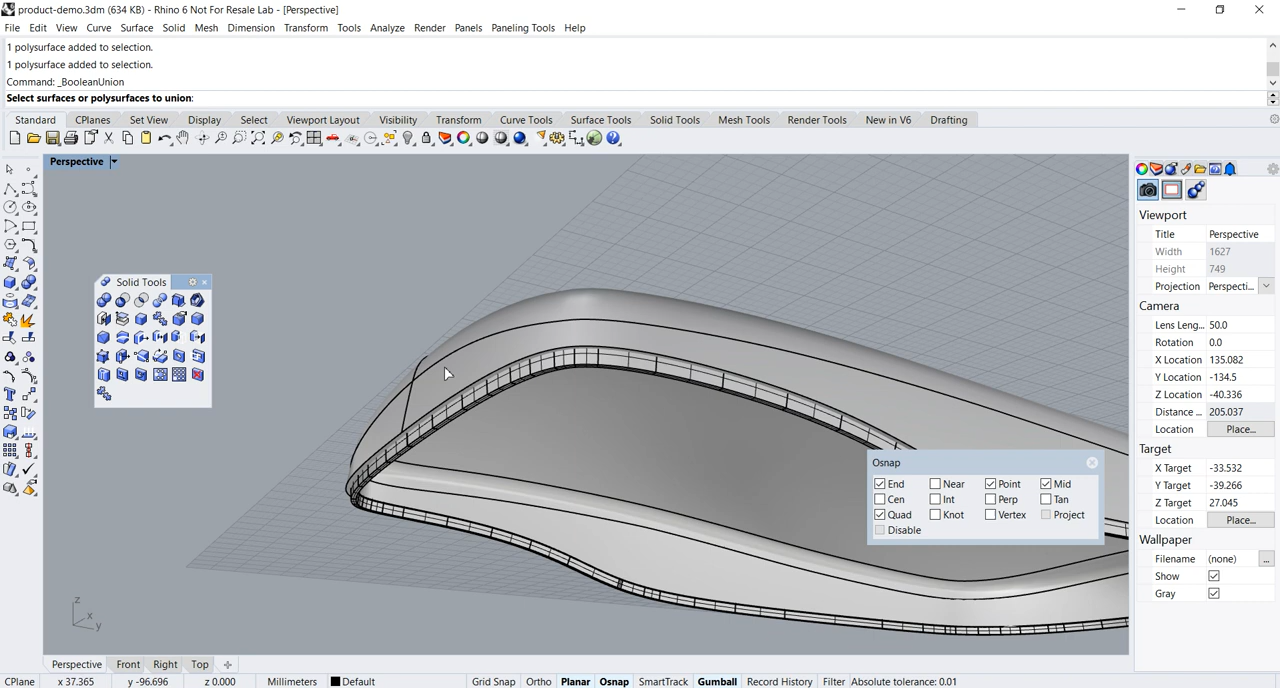 product-demo.3dm (634 KB) - Rhino 6 Not For Resale Lab - [Perspective]
File Edit View Curve Surface Solid Mesh Dimension Transform Tools Analyze Render Panels Paneling Tools Help
1 polysurface added to selection.
1 polysurface added to selection.
Command: _BooleanUnion
Select surfaces or polysurfaces to union:
Standard CPlanes Set View Display Select Viewport Layout Visibility Transform Curve Tools Surface Tools Solid Tools Mesh Tools Render Tools New in V6 Drafting
Perspective
Solid Tools
Osnap
End Near Point Mid
Cen Int Perp Tan
Quad Knot Vertex Project
Disable
Viewport
Title Perspective
Width 1627
Height 749
Projection Perspecti...
Camera
Lens Leng... 50.0
Rotation 0.0
X Location 135.082
Y Location -134.5
Z Location -40.336
Distance ... 205.037
Location Place...
Target
X Target -33.532
Y Target -39.266
Z Target 27.045
Location Place...
Wallpaper
Filename (none) ...
Show
Gray
z
x
y
Perspective Front Right Top
CPlane x 37.365 y -96.696 z 0.000 Millimeters Default Grid Snap Ortho Planar Osnap SmartTrack Gumball Record History Filter Absolute tolerance: 0.01